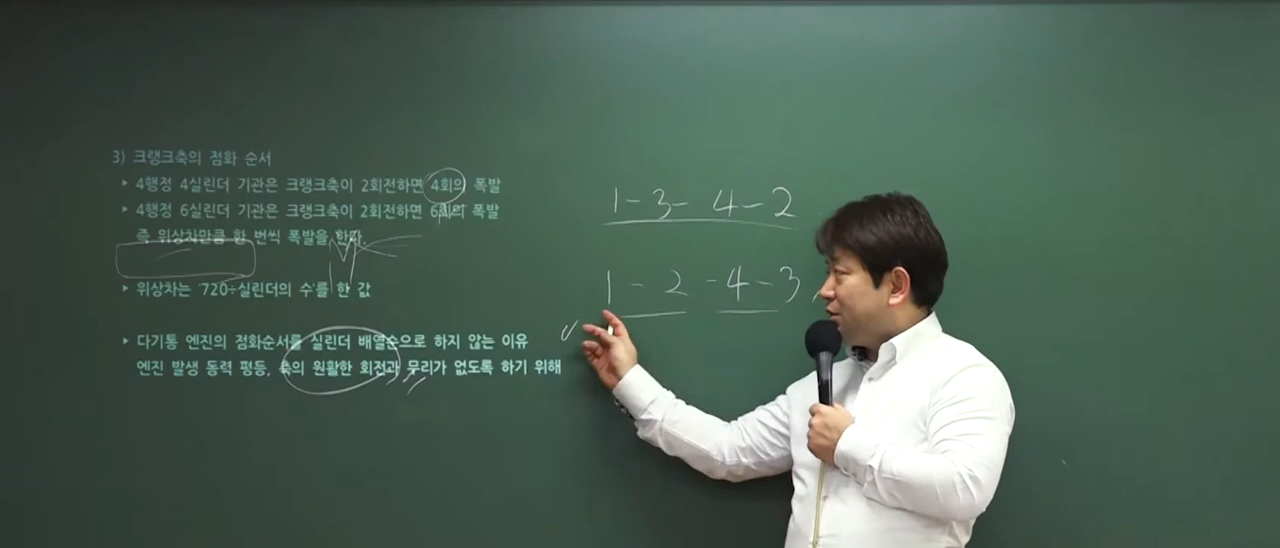 3) 크랭크축의 점화 순서
‣ 4행정 4실린더 기관은 크랭크축이 2회전하면 4회의 폭발
‣ 4행정 6실린더 기관은 크랭크축이 2회전하면 6회의 폭발
즉 위상차만큼 한 번씩 폭발을 한다.
‣ 위상차는 '720÷실린더의 수'를 한 값
‣ 다기통 엔진의 점화순서를 실린더 배열순으로 하지 않는 이유
엔진 발생 동력 평등, 축의 원활한 회전과 무리가 없도록 하기 위해
1-3-4-2
1-2-4-3